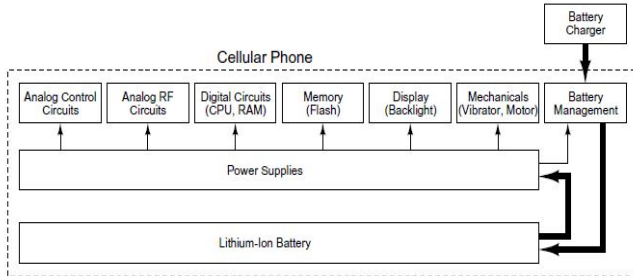 Battery
Charger
Cellular Phone
Analog Control
Circuits
Analog RF
Circuits
Digital Circuits
(CPU, RAM)
Memory
(Flash)
Display
(Backlight)
Mechanicals
(Vibrator, Motor)
Battery
Management
Power Supplies
Lithium-Ion Battery